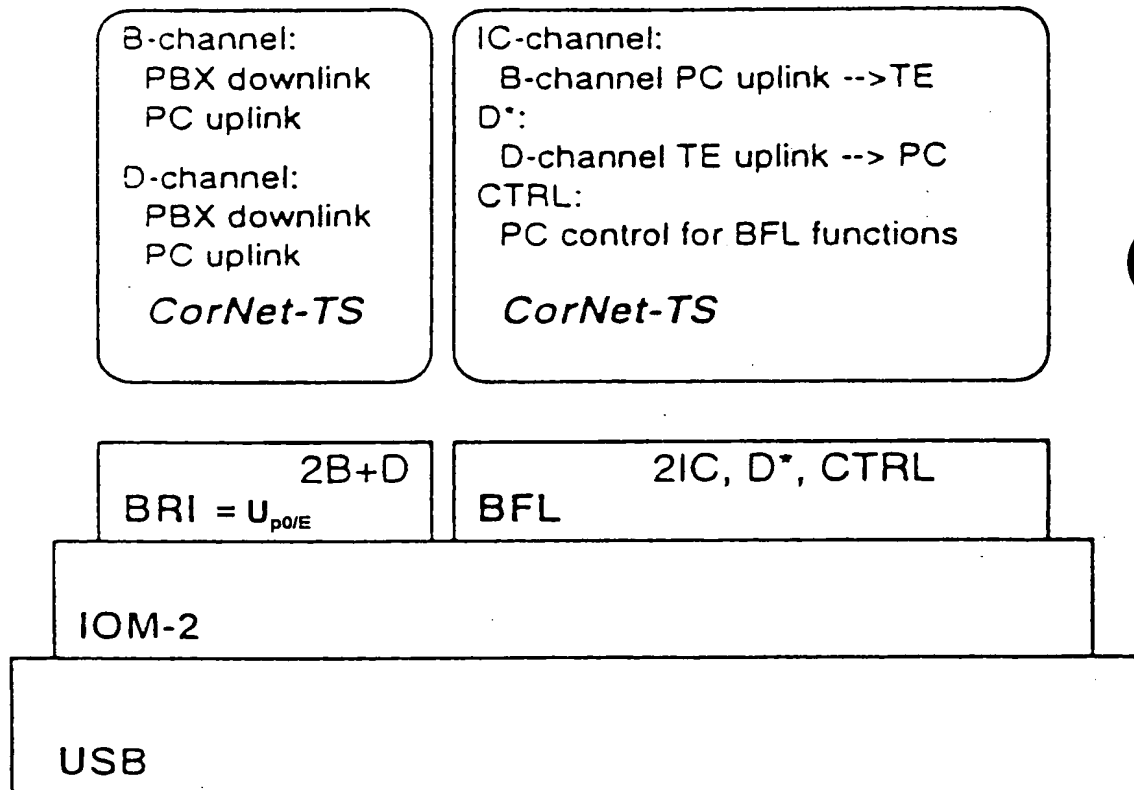 B-channel:
PBX downlink
PC uplink
D-channel:
PBX downlink
PC uplink
CorNet-TS
IC-channel:
B-channel PC uplink -->TE
D*:
D-channel TE uplink --> PC
CTRL:
PC control for BFL functions
CorNet-TS
2B+D
BRI = Up0/E
2IC, D*, CTRL
BFL
IOM-2
USB